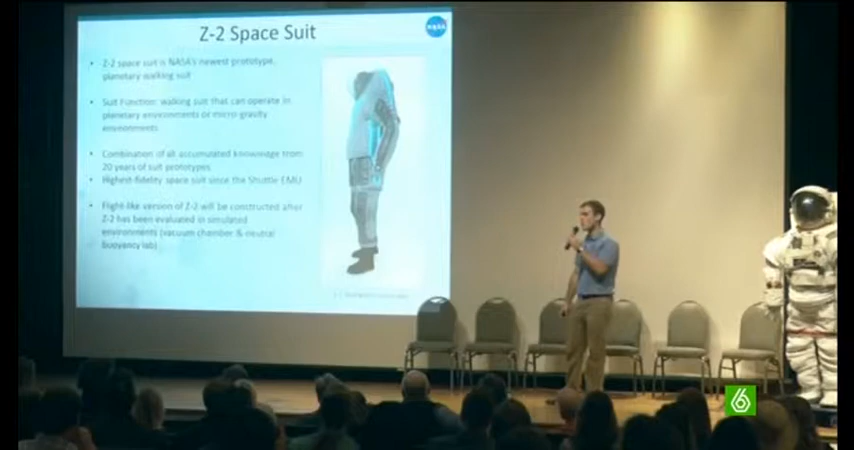 Z-2 Space Suit
NASA
• Z-2 space suit is NASA's newest prototype,
planetary walking suit
• Suit Function: walking suit that can operate in
planetary environments or micro-gravity
environments
• Combination of all accumulated knowledge from
20 years of suit prototypes
• Highest-fidelity space suit since the Shuttle EMU
• Flight-like version of Z-2 will be constructed after
Z-2 has been evaluated in simulated
environments (vacuum chamber & neutral
buoyancy lab)
6